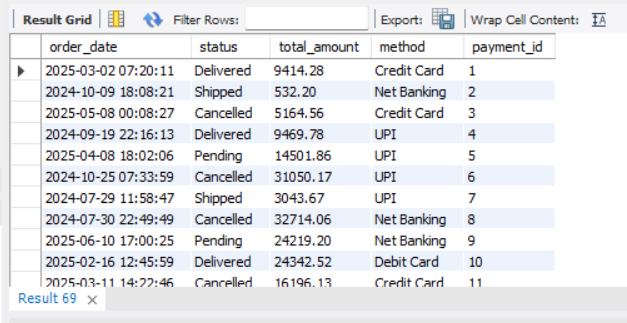 Result Grid Filter Rows: Export: Wrap Cell Content: IA
order_date status total_amount method payment_id
2025-03-02 07:20:11 Delivered 9414.28 Credit Card 1
2024-10-09 18:08:21 Shipped 532.20 Net Banking 2
2025-05-08 00:08:27 Cancelled 5164.56 Credit Card 3
2024-09-19 22:16:13 Delivered 9469.78 UPI 4
2025-04-08 18:02:06 Pending 14501.86 UPI 5
2024-10-25 07:33:59 Cancelled 31050.17 UPI 6
2024-07-29 11:58:47 Shipped 3043.67 UPI 7
2024-07-30 22:49:49 Cancelled 32714.06 Net Banking 8
2025-06-10 17:00:25 Pending 24219.20 Net Banking 9
2025-02-16 12:45:59 Delivered 24342.52 Debit Card 10
2025-03-11 14:22:46 Cancelled 16196.13 Credit Card 11
Result 69 ×